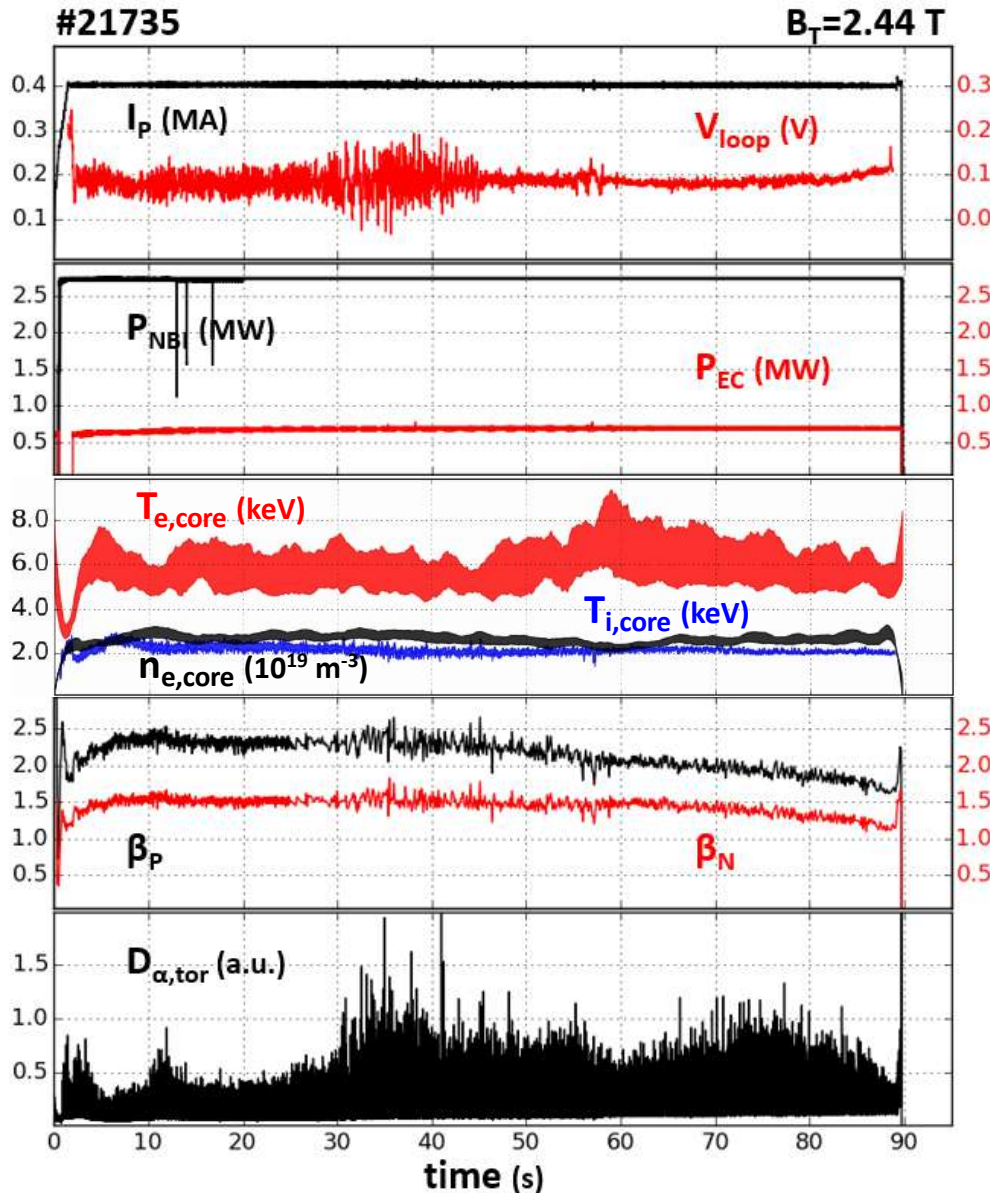 #21735 B_T=2.44 T
0.4 0.3
I_P (MA) V_loop (V)
0.3 0.2
0.2 0.1
0.1 0.0
2.5 2.5
2.0 P_NBI (MW) 2.0
1.5 P_EC (MW) 1.5
1.0 1.0
0.5 0.5
T_e,core (keV)
8.0
6.0
4.0 T_i,core (keV)
2.0 n_e,core (10^19 m^-3)
2.5 2.5
2.0 2.0
1.5 1.5
1.0 β_P β_N 1.0
0.5 0.5
D_α,tor (a.u.)
1.5
1.0
0.5
0 10 20 30 40 50 60 70 80 90
time (s)